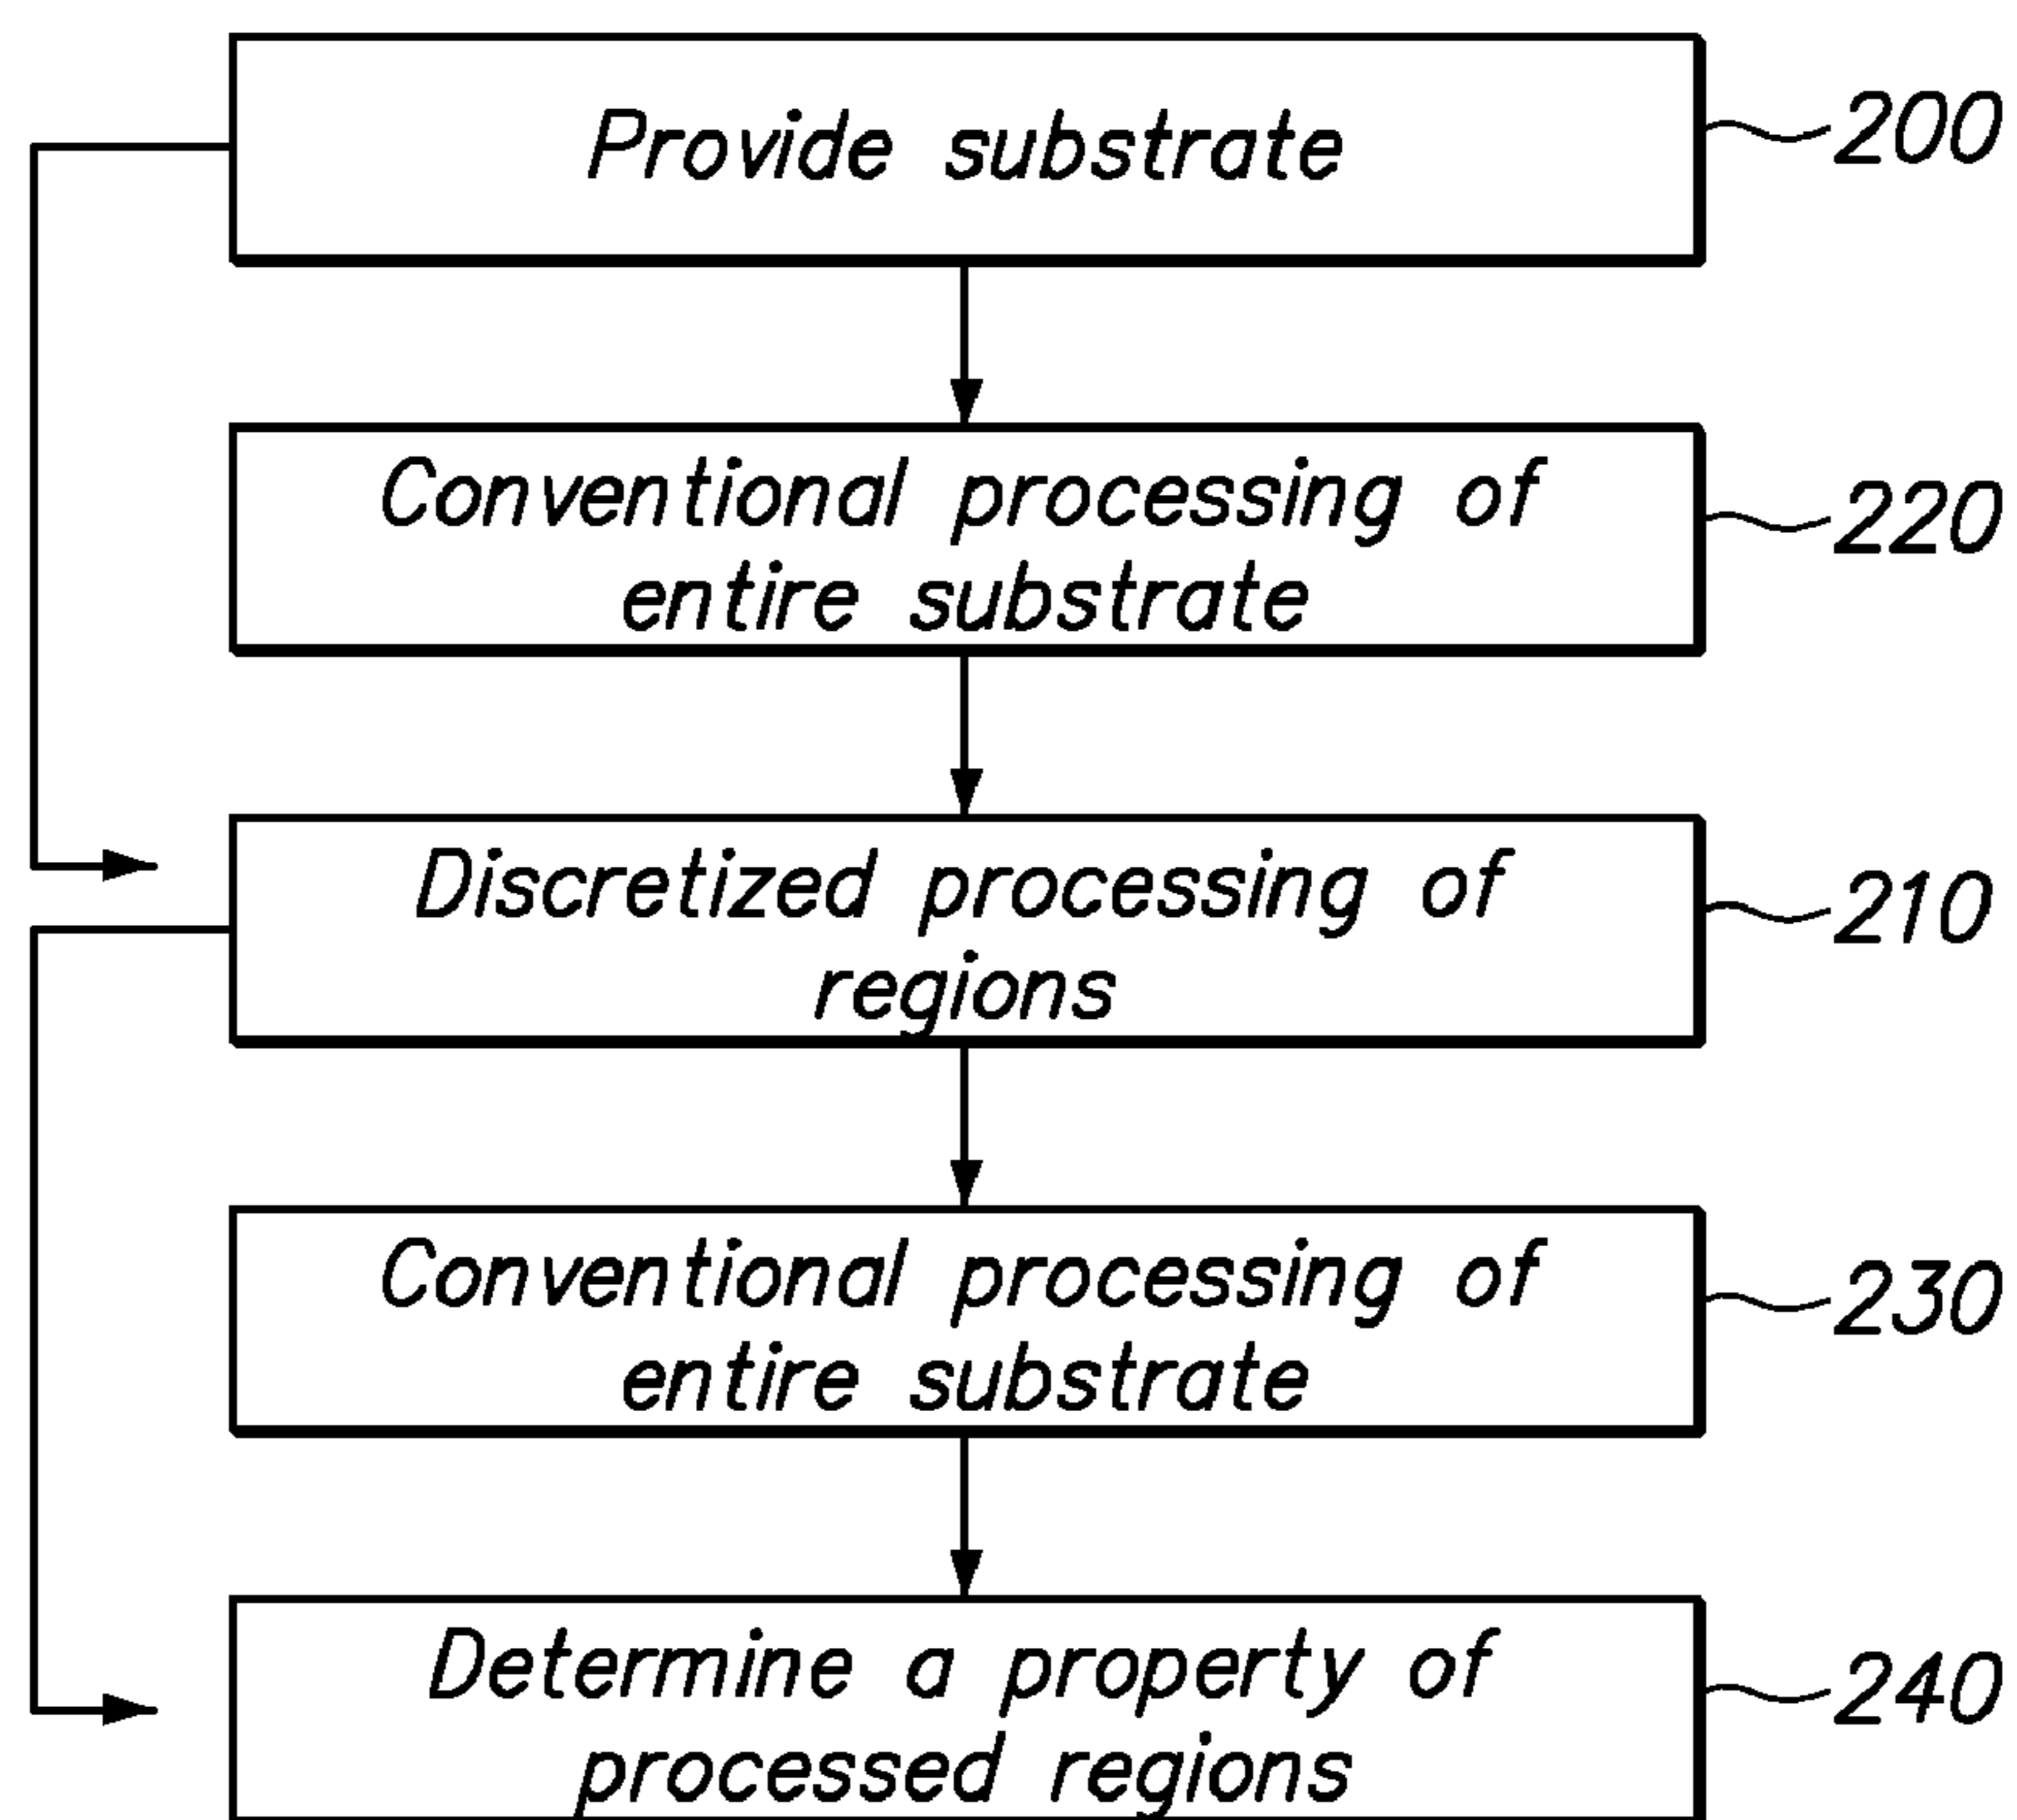 Provide substrate
200
Conventional processing of
entire substrate
220
Discretized processing of
regions
210
Conventional processing of
entire substrate
230
Determine a property of
processed regions
240